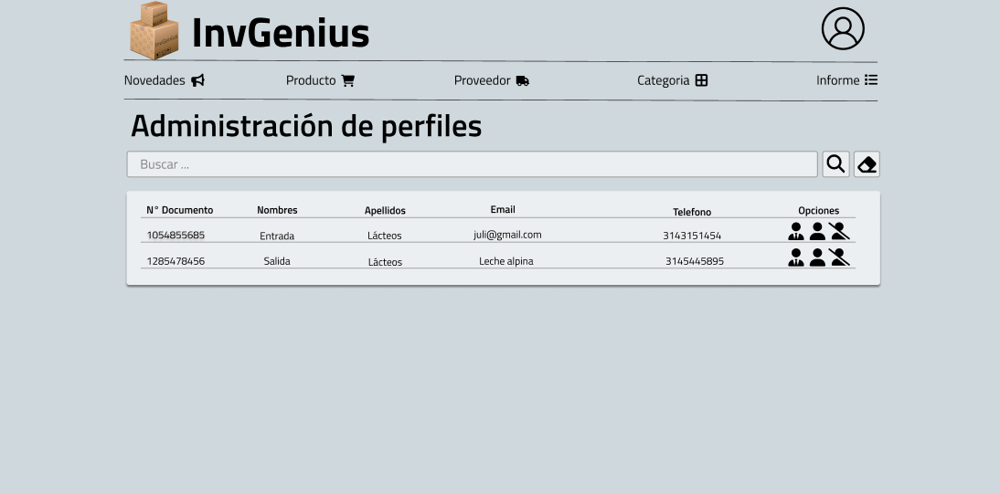 InvGenius
InvGenius
Novedades Producto Proveedor Categoria Informe
Administración de perfiles
Buscar ...
N° Documento Nombres Apellidos Email Telefono Opciones
1054855685 Entrada Lácteos juli@gmail.com 3143151454
1285478456 Salida Lácteos Leche alpina 3145445895